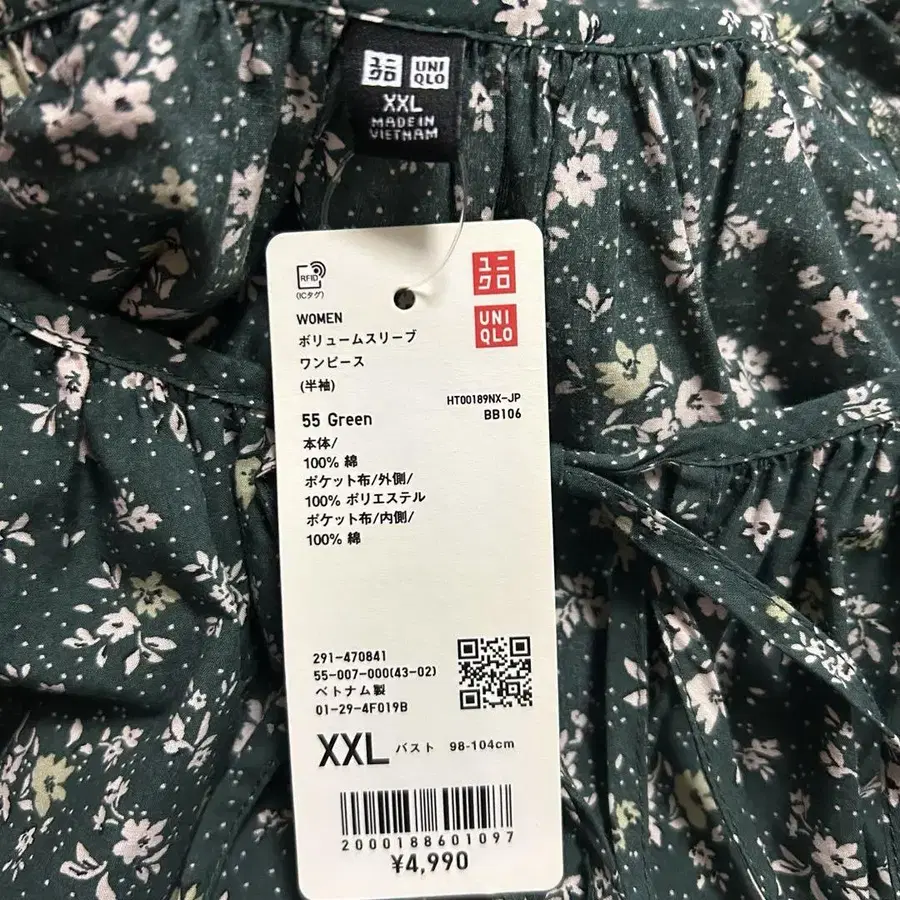 ユニ
クロ
UNI
QLO
XXL
MADE IN
VIETNAM
RFID
(ICタグ)
ユニ
クロ
UNI
QLO
WOMEN
ボリュームスリーブ
ワンピース
(半袖)
HT00189NX-JP
55 Green
BB106
本体/
100% 綿
ポケット布/外側/
100% ポリエステル
ポケット布/内側/
100% 綿
291-470841
55-007-000(43-02)
ベトナム製
01-29-4F019B
XXL バスト 98-104cm
2000188601097
¥4,990